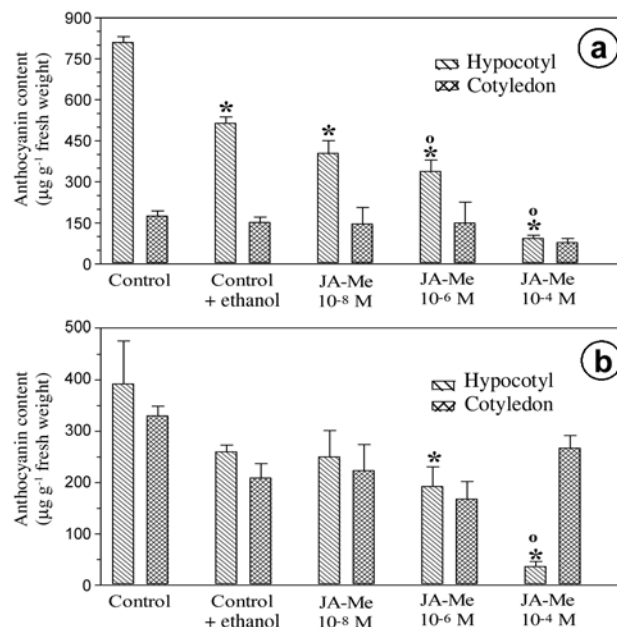 900
750
600
450
300
150
0
Anthocyanin content
(µg g⁻¹ fresh weight)
a
Hypocotyl
Cotyledon
*
*
o
*
o
*
Control
Control
+ ethanol
JA-Me
10⁻⁸ M
JA-Me
10⁻⁶ M
JA-Me
10⁻⁴ M
500
400
300
200
100
0
Anthocyanin content
(µg g⁻¹ fresh weight)
b
Hypocotyl
Cotyledon
*
o
*
Control
Control
+ ethanol
JA-Me
10⁻⁸ M
JA-Me
10⁻⁶ M
JA-Me
10⁻⁴ M